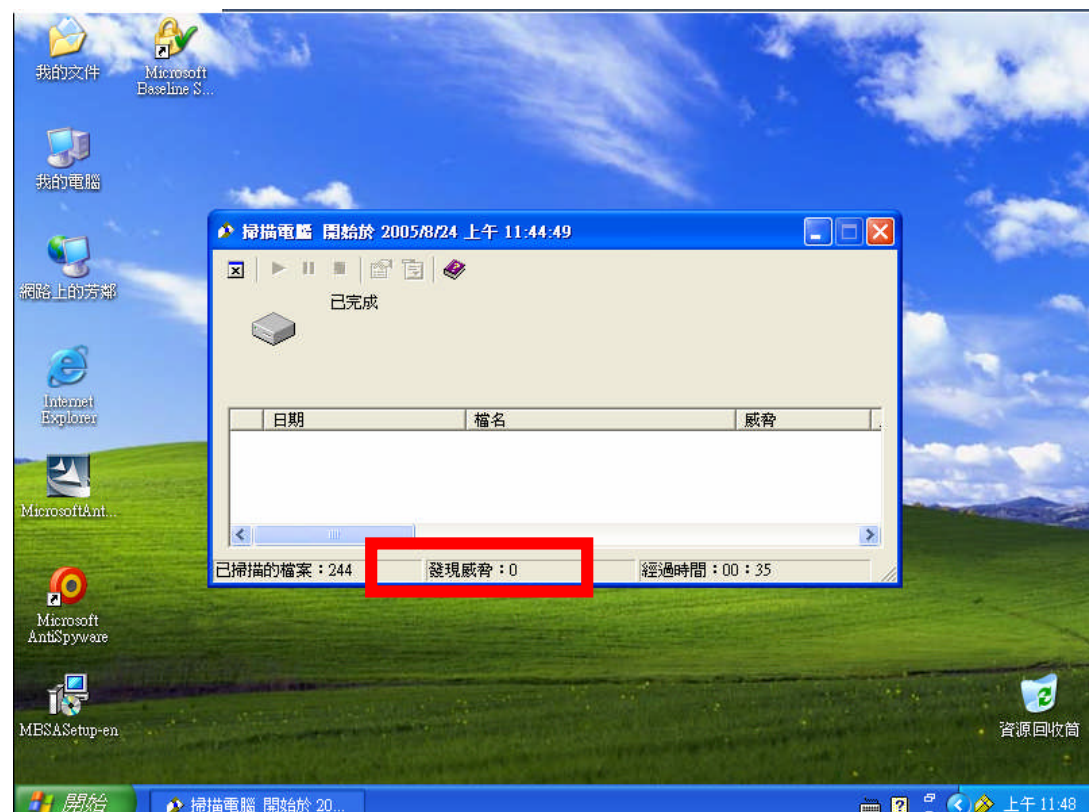 我的文件
Microsoft
Baseline S...
我的電腦
網路上的芳鄰
Internet
Explorer
MicrosoftAnt...
Microsoft
AntiSpyware
MBSASetup-en
掃描電腦 開始於 2005/8/24 上午 11:44:49
已完成
日期 檔名 威脅
已掃描的檔案：244 發現威脅：0 經過時間：00：35
資源回收筒
開始 掃描電腦 開始於 20... 上午 11:48